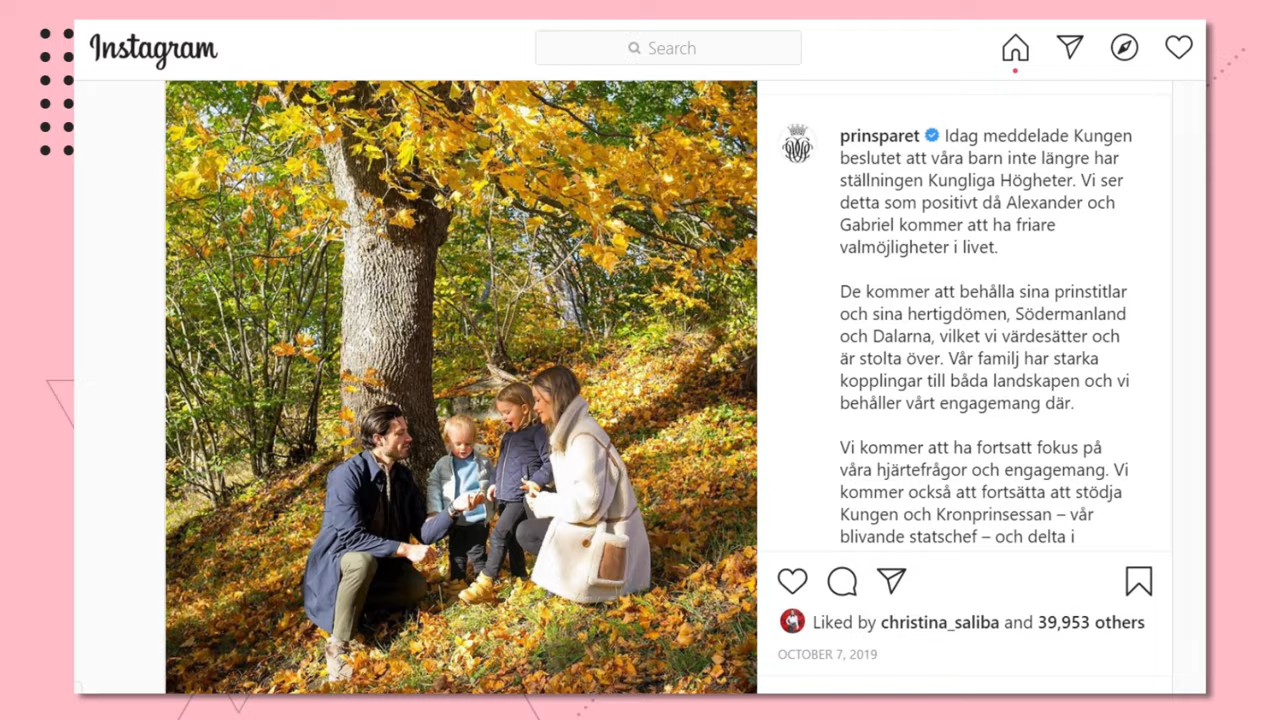 Instagram
Search
prinsparet Idag meddelade Kungen
beslutet att våra barn inte längre har
ställningen Kungliga Högheter. Vi ser
detta som positivt då Alexander och
Gabriel kommer att ha friare
valmöjligheter i livet.
De kommer att behålla sina prinstitlar
och sina hertigdömen, Södermanland
och Dalarna, vilket vi värdesätter och
är stolta över. Vår familj har starka
kopplingar till båda landskapen och vi
behåller vårt engagemang där.
Vi kommer att ha fortsatt fokus på
våra hjärtefrågor och engagemang. Vi
kommer också att fortsätta att stödja
Kungen och Kronprinsessan – vår
blivande statschef – och delta i
Liked by christina_saliba and 39,953 others
OCTOBER 7, 2019